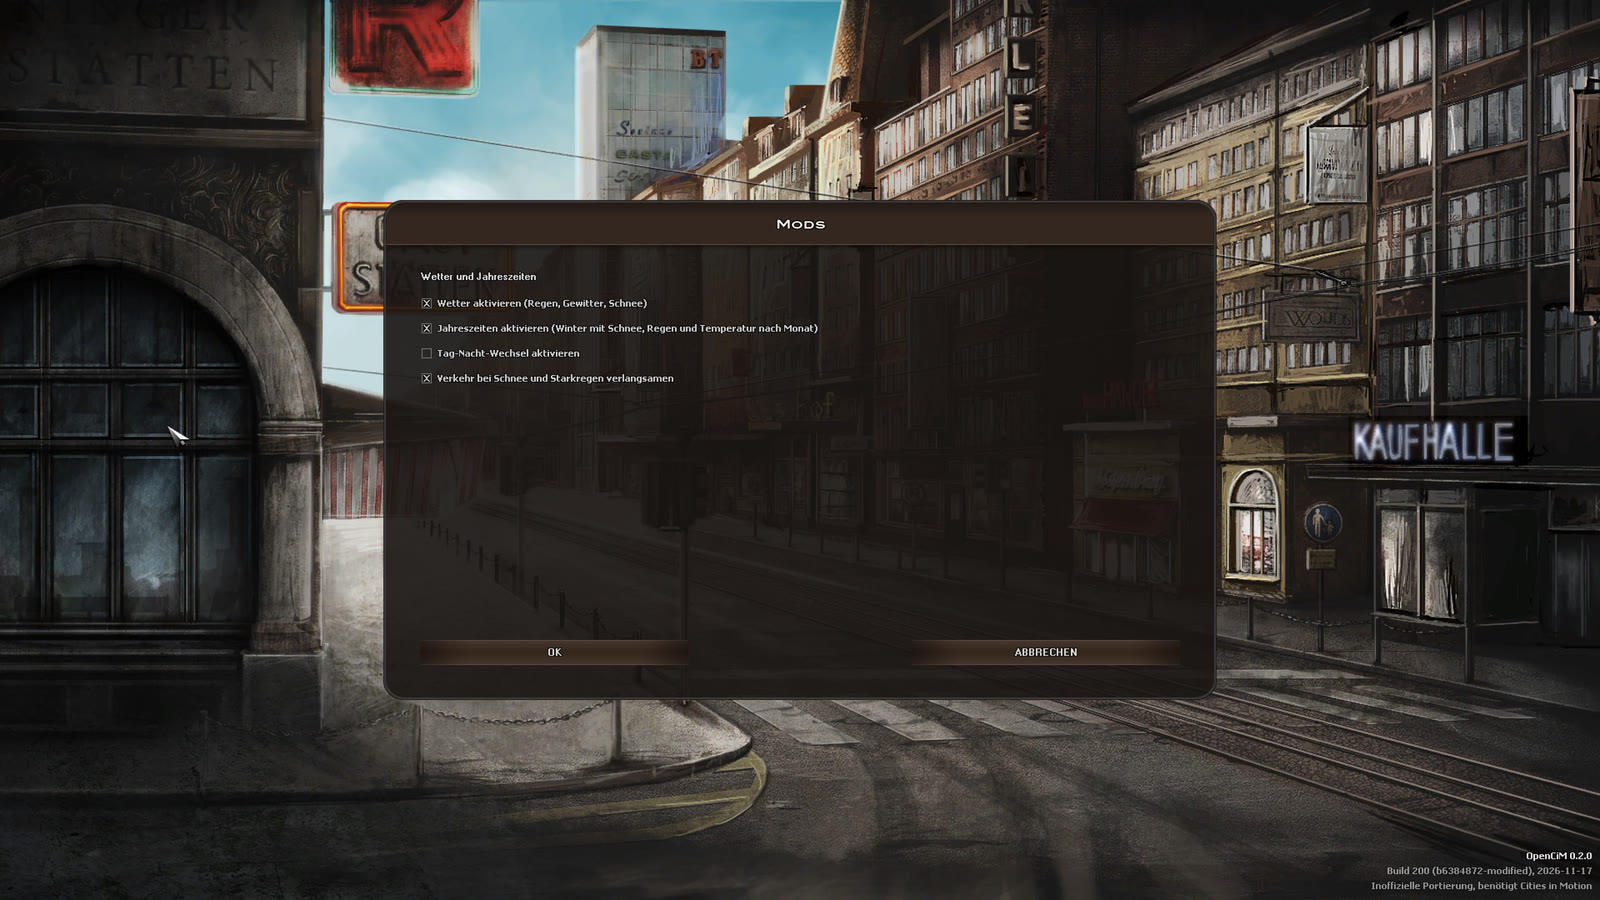 STÄTTEN
R
BT
Mods
Wetter und Jahreszeiten
Wetter aktivieren (Regen, Gewitter, Schnee)
Jahreszeiten aktivieren (Winter mit Schnee, Regen und Temperatur nach Monat)
Tag-Nacht-Wechsel aktivieren
Verkehr bei Schnee und Starkregen verlangsamen
KAUFHALLE
OK
ABBRECHEN
OpenCiM 0.2.0
Build 200 (b6384872-modified), 2026-11-17
Inoffizielle Portierung, benötigt Cities in Motion